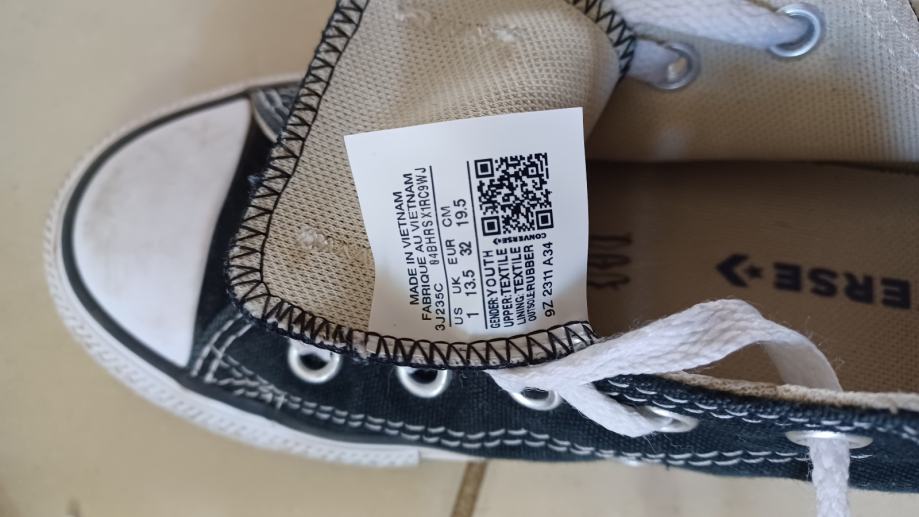 MADE IN VIETNAM
FABRIQUE AU VIETNAM
3J235C 04BHRSX1RC9WJ
US UK EUR CM
1 13.5 32 19.5
GENDER:YOUTH
UPPER:TEXTILE
LINING:TEXTILE
OUTSOLE:RUBBER
CONVERSE
9Z 2311 A34
ERSE